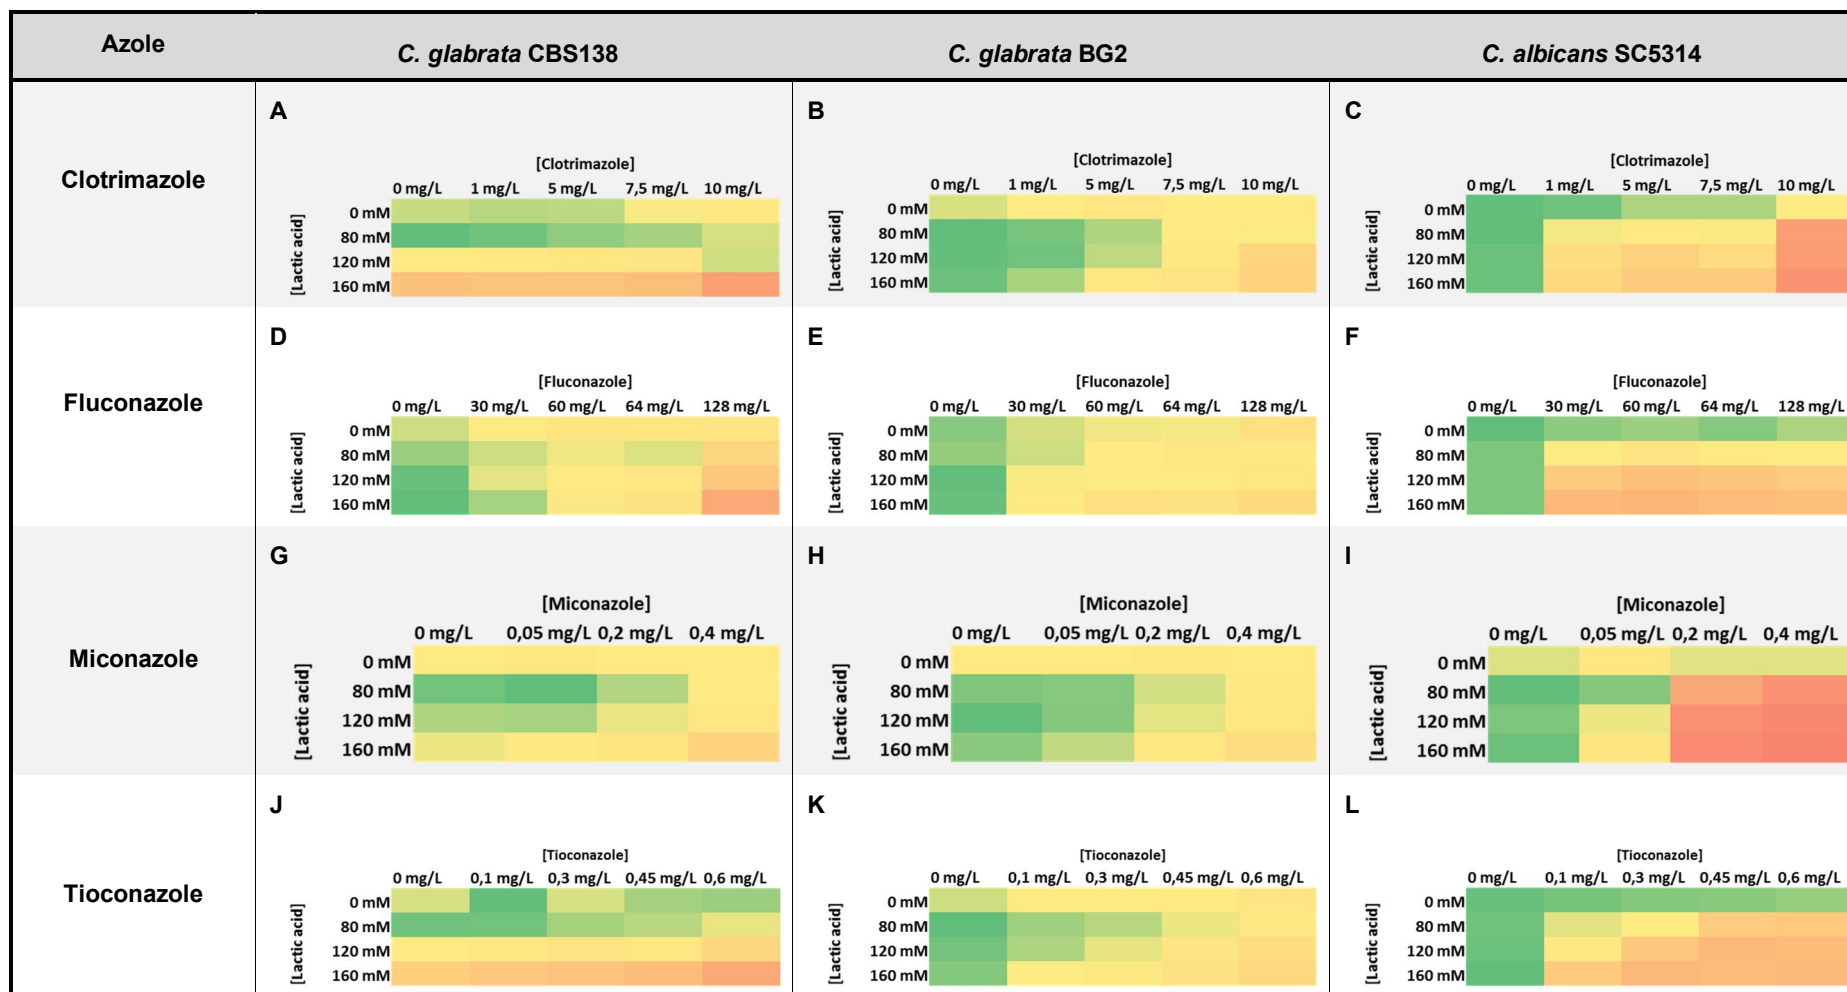 Azole C. glabrata CBS138 C. glabrata BG2 C. albicans SC5314
Clotrimazole
A
[Clotrimazole]
0 mg/L 1 mg/L 5 mg/L 7,5 mg/L 10 mg/L
[Lactic acid]
0 mM
80 mM
120 mM
160 mM
B
[Clotrimazole]
0 mg/L 1 mg/L 5 mg/L 7,5 mg/L 10 mg/L
[Lactic acid]
0 mM
80 mM
120 mM
160 mM
C
[Clotrimazole]
0 mg/L 1 mg/L 5 mg/L 7,5 mg/L 10 mg/L
[Lactic acid]
0 mM
80 mM
120 mM
160 mM
Fluconazole
D
[Fluconazole]
0 mg/L 30 mg/L 60 mg/L 64 mg/L 128 mg/L
[Lactic acid]
0 mM
80 mM
120 mM
160 mM
E
[Fluconazole]
0 mg/L 30 mg/L 60 mg/L 64 mg/L 128 mg/L
[Lactic acid]
0 mM
80 mM
120 mM
160 mM
F
[Fluconazole]
0 mg/L 30 mg/L 60 mg/L 64 mg/L 128 mg/L
[Lactic acid]
0 mM
80 mM
120 mM
160 mM
Miconazole
G
[Miconazole]
0 mg/L 0,05 mg/L 0,2 mg/L 0,4 mg/L
[Lactic acid]
0 mM
80 mM
120 mM
160 mM
H
[Miconazole]
0 mg/L 0,05 mg/L 0,2 mg/L 0,4 mg/L
[Lactic acid]
0 mM
80 mM
120 mM
160 mM
I
[Miconazole]
0 mg/L 0,05 mg/L 0,2 mg/L 0,4 mg/L
[Lactic acid]
0 mM
80 mM
120 mM
160 mM
Tioconazole
J
[Tioconazole]
0 mg/L 0,1 mg/L 0,3 mg/L 0,45 mg/L 0,6 mg/L
[Lactic acid]
0 mM
80 mM
120 mM
160 mM
K
[Tioconazole]
0 mg/L 0,1 mg/L 0,3 mg/L 0,45 mg/L 0,6 mg/L
[Lactic acid]
0 mM
80 mM
120 mM
160 mM
L
[Tioconazole]
0 mg/L 0,1 mg/L 0,3 mg/L 0,45 mg/L 0,6 mg/L
[Lactic acid]
0 mM
80 mM
120 mM
160 mM